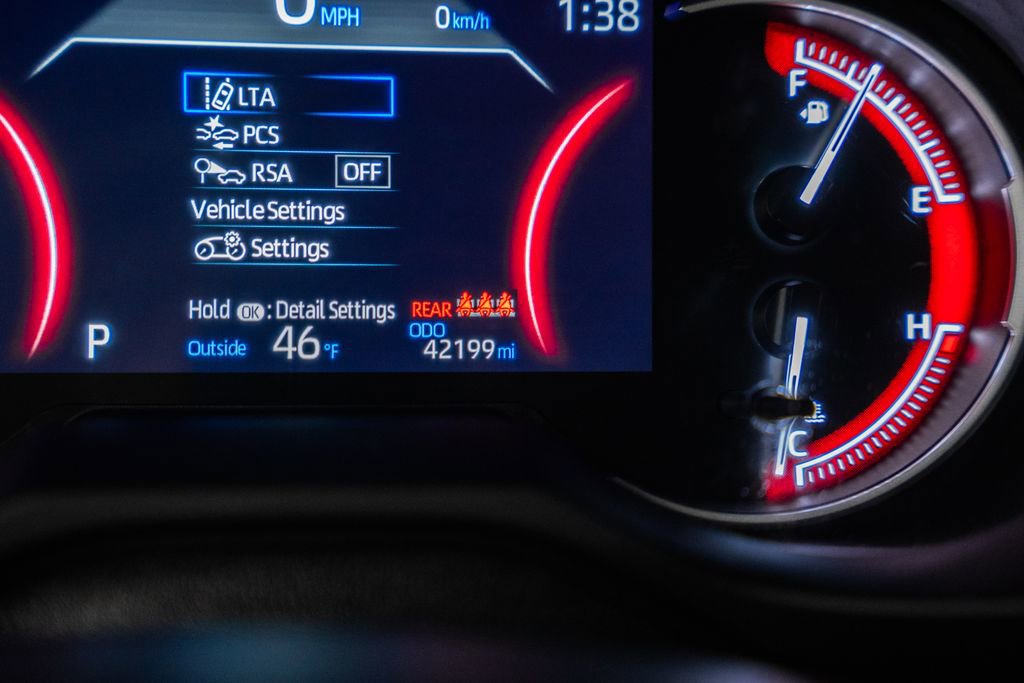 0 MPH 0 km/h 1:38
LTA
PCS
RSA OFF
Vehicle Settings
Settings
Hold OK : Detail Settings REAR
ODO
P Outside 46 °F 42199 mi
F
E
H
C